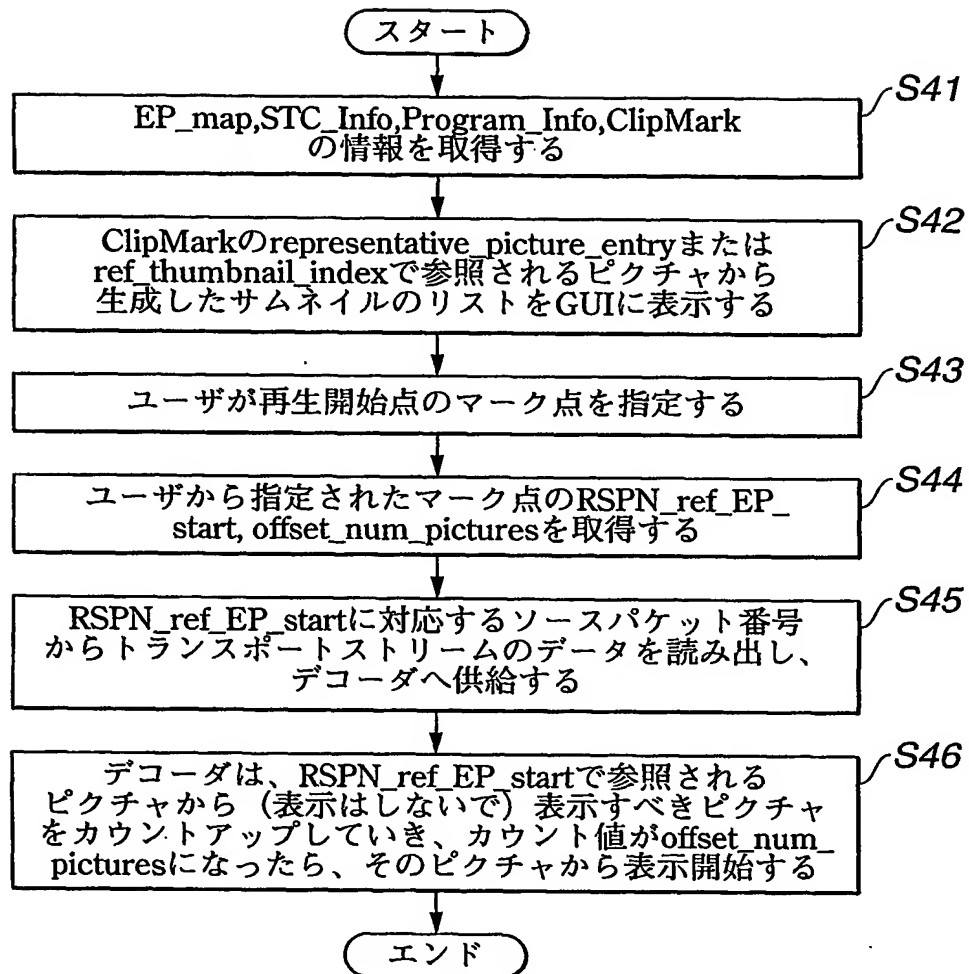 スタート
S41
EP_map,STC_Info,Program_Info,ClipMark
の情報を取得する
S42
ClipMarkのrepresentative_picture_entryまたは
ref_thumbnail_indexで参照されるピクチャから
生成したサムネイルのリストをGUIに表示する
S43
ユーザが再生開始点のマーク点を指定する
S44
ユーザから指定されたマーク点のRSPN_ref_EP_
start, offset_num_picturesを取得する
S45
RSPN_ref_EP_startに対応するソースパケット番号
からトランスポートストリームのデータを読み出し、
デコーダへ供給する
S46
デコーダは、RSPN_ref_EP_startで参照される
ピクチャから（表示はしないで）表示すべきピクチャ
をカウントアップしていき、カウント値がoffset_num_
picturesになったら、そのピクチャから表示開始する
エンド